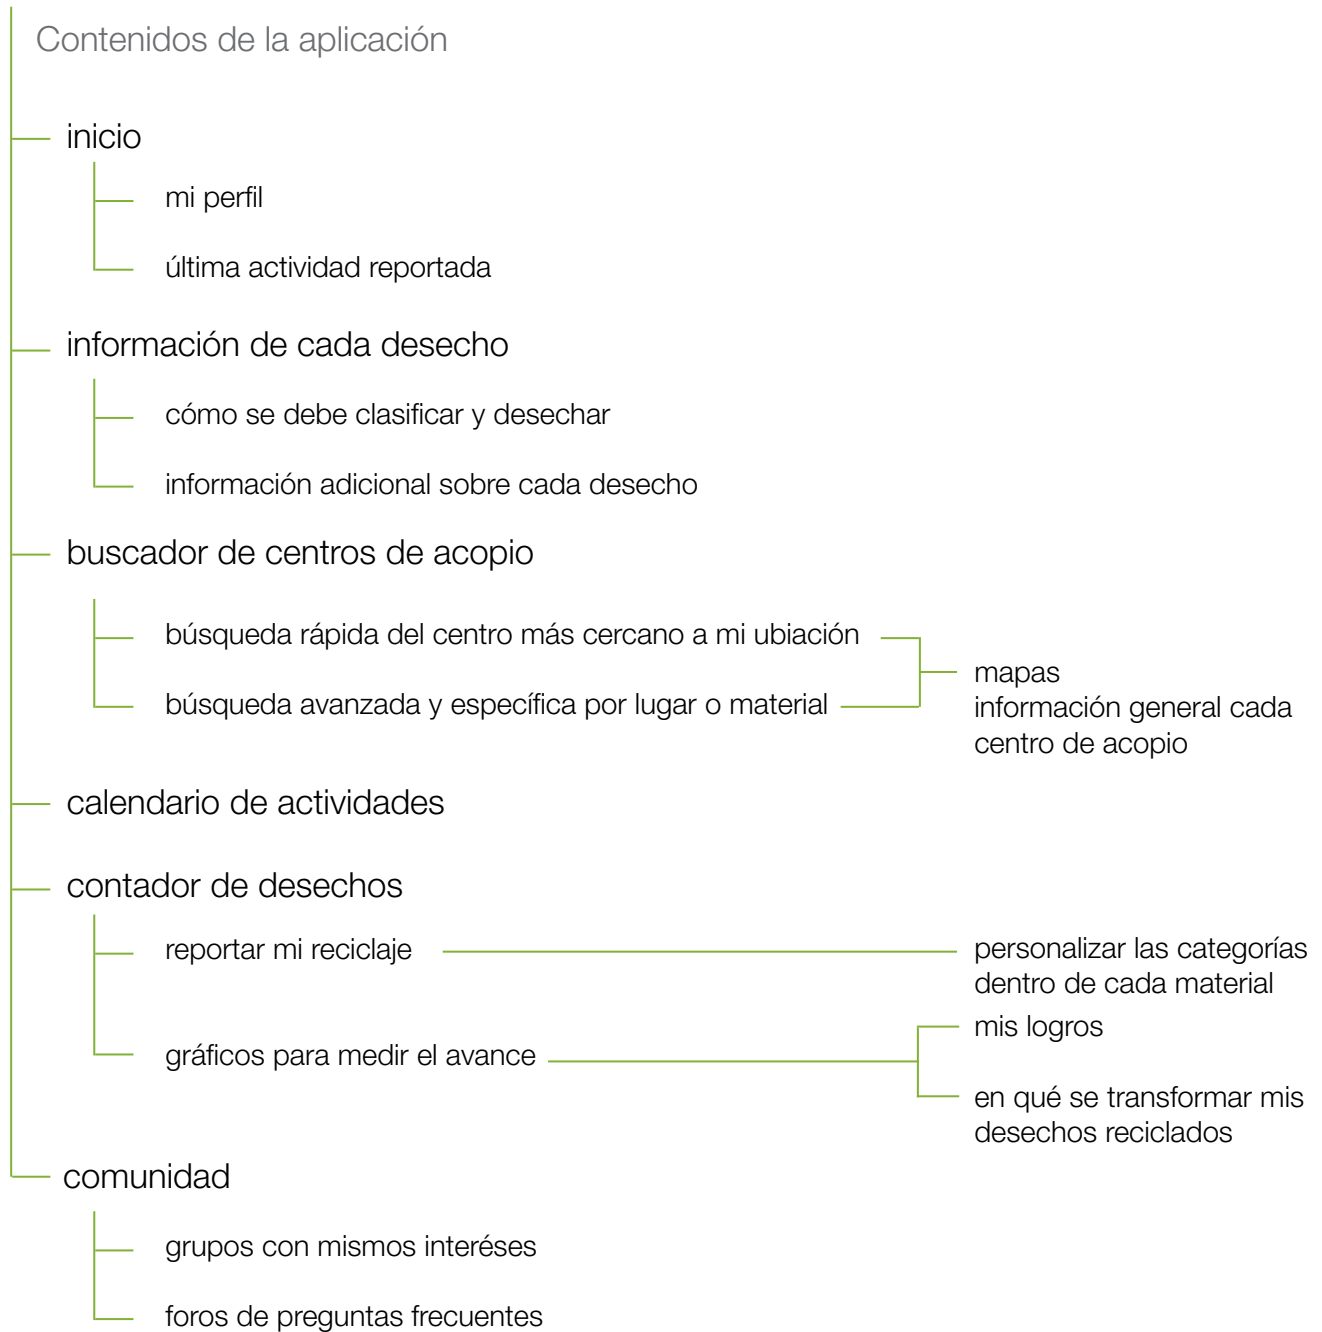 Contenidos de la aplicación
inicio
mi perfil
última actividad reportada
información de cada desecho
cómo se debe clasificar y desechar
información adicional sobre cada desecho
buscador de centros de acopio
búsqueda rápida del centro más cercano a mi ubiación
búsqueda avanzada y específica por lugar o material
mapas
información general cada
centro de acopio
calendario de actividades
contador de desechos
reportar mi reciclaje
personalizar las categorías
dentro de cada material
gráficos para medir el avance
mis logros
en qué se transformar mis
desechos reciclados
comunidad
grupos con mismos interéses
foros de preguntas frecuentes